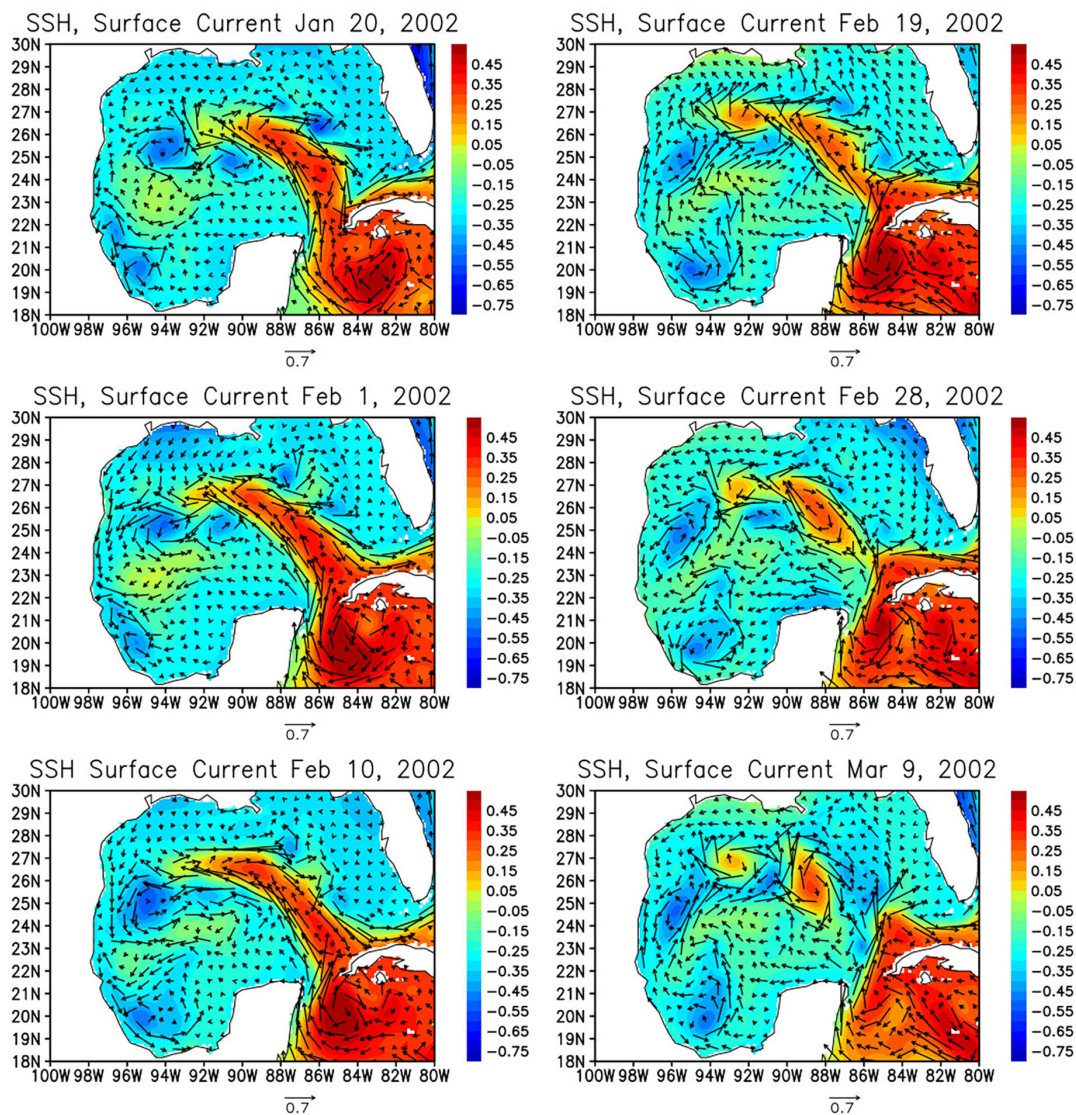 SSH, Surface Current Jan 20, 2002
30N
29N
28N
27N
26N
25N
24N
23N
22N
21N
20N
19N
18N
100W 98W 96W 94W 92W 90W 88W 86W 84W 82W 80W
0.45
0.35
0.25
0.15
0.05
−0.05
−0.15
−0.25
−0.35
−0.45
−0.55
−0.65
−0.75
0.7
SSH, Surface Current Feb 19, 2002
30N
29N
28N
27N
26N
25N
24N
23N
22N
21N
20N
19N
18N
100W 98W 96W 94W 92W 90W 88W 86W 84W 82W 80W
0.45
0.35
0.25
0.15
0.05
−0.05
−0.15
−0.25
−0.35
−0.45
−0.55
−0.65
−0.75
0.7
SSH, Surface Current Feb 1, 2002
30N
29N
28N
27N
26N
25N
24N
23N
22N
21N
20N
19N
18N
100W 98W 96W 94W 92W 90W 88W 86W 84W 82W 80W
0.45
0.35
0.25
0.15
0.05
−0.05
−0.15
−0.25
−0.35
−0.45
−0.55
−0.65
−0.75
0.7
SSH, Surface Current Feb 28, 2002
30N
29N
28N
27N
26N
25N
24N
23N
22N
21N
20N
19N
18N
100W 98W 96W 94W 92W 90W 88W 86W 84W 82W 80W
0.45
0.35
0.25
0.15
0.05
−0.05
−0.15
−0.25
−0.35
−0.45
−0.55
−0.65
−0.75
0.7
SSH Surface Current Feb 10, 2002
30N
29N
28N
27N
26N
25N
24N
23N
22N
21N
20N
19N
18N
100W 98W 96W 94W 92W 90W 88W 86W 84W 82W 80W
0.45
0.35
0.25
0.15
0.05
−0.05
−0.15
−0.25
−0.35
−0.45
−0.55
−0.65
−0.75
0.7
SSH, Surface Current Mar 9, 2002
30N
29N
28N
27N
26N
25N
24N
23N
22N
21N
20N
19N
18N
100W 98W 96W 94W 92W 90W 88W 86W 84W 82W 80W
0.45
0.35
0.25
0.15
0.05
−0.05
−0.15
−0.25
−0.35
−0.45
−0.55
−0.65
−0.75
0.7